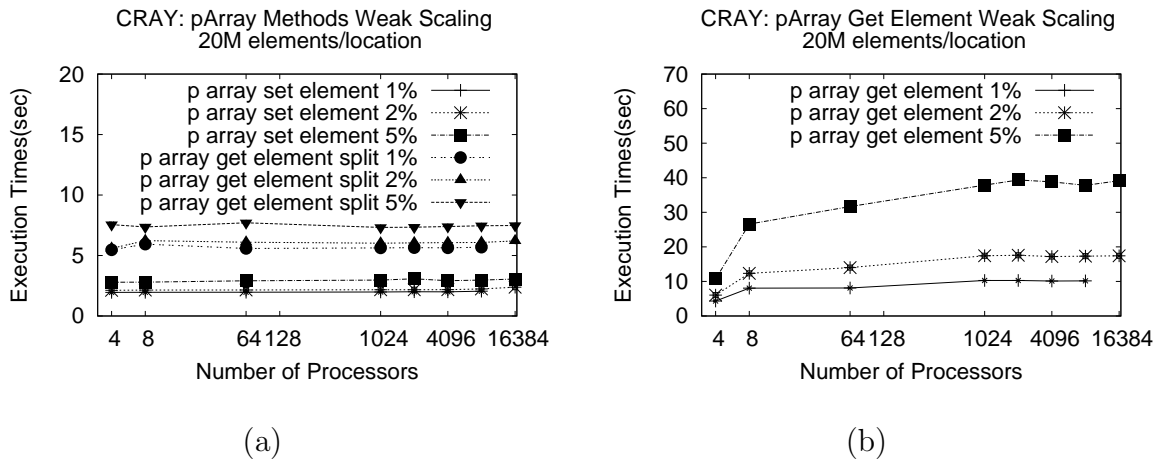 CRAY: pArray Methods Weak Scaling
20M elements/location
20
15
10
5
0
Execution Times(sec)
p array set element 1%
p array set element 2%
p array set element 5%
p array get element split 1%
p array get element split 2%
p array get element split 5%
4 8 64 128 1024 4096 16384
Number of Processors
(a)
CRAY: pArray Get Element Weak Scaling
20M elements/location
70
60
50
40
30
20
10
0
Execution Times(sec)
p array get element 1%
p array get element 2%
p array get element 5%
4 8 64 128 1024 4096 16384
Number of Processors
(b)